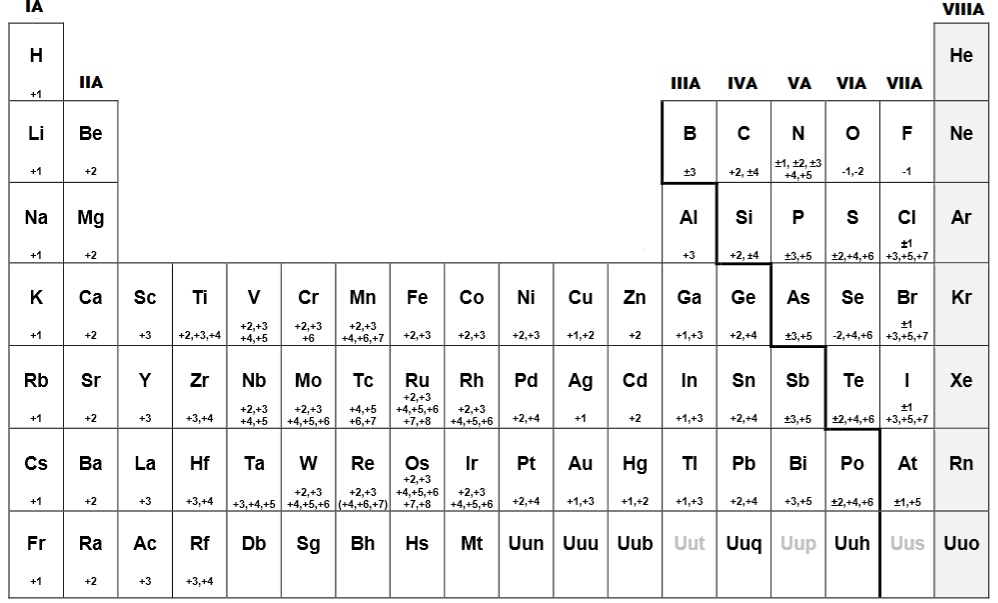 IA VIIIA
H He
+1
IIA IIIA IVA VA VIA VIIA
Li Be B C N O F Ne
±1, ±2, ±3
+1 +2 ±3 +2, ±4 +4,+5 -1,-2 -1
Na Mg Al Si P S Cl Ar
±1
+1 +2 +3 +2, ±4 ±3,+5 ±2,+4,+6 +3,+5,+7
K Ca Sc Ti V Cr Mn Fe Co Ni Cu Zn Ga Ge As Se Br Kr
+2,+3 +2,+3 +2,+3 ±1
+1 +2 +3 +2,+3,+4 +4,+5 +6 +4,+6,+7 +2,+3 +2,+3 +2,+3 +1,+2 +2 +1,+3 +2,+4 ±3,+5 -2,+4,+6 +3,+5,+7
Rb Sr Y Zr Nb Mo Tc Ru Rh Pd Ag Cd In Sn Sb Te I Xe
+2,+3
+2,+3 +2,+3 +4,+5 +4,+5,+6 +2,+3 ±1
+1 +2 +3 +3,+4 +4,+5 +4,+5,+6 +6,+7 +7,+8 +4,+5,+6 +2,+4 +1 +2 +1,+3 +2,+4 ±3,+5 ±2,+4,+6 +3,+5,+7
Cs Ba La Hf Ta W Re Os Ir Pt Au Hg Tl Pb Bi Po At Rn
+2,+3
+2,+3 +2,+3 +4,+5,+6 +2,+3
+1 +2 +3 +3,+4 +3,+4,+5 +4,+5,+6 (+4,+6,+7) +7,+8 +4,+5,+6 +2,+4 +1,+3 +1,+2 +1,+3 +2,+4 +3,+5 ±2,+4,+6 ±1,+5
Fr Ra Ac Rf Db Sg Bh Hs Mt Uun Uuu Uub Uut Uuq Uup Uuh Uus Uuo
+1 +2 +3 +3,+4